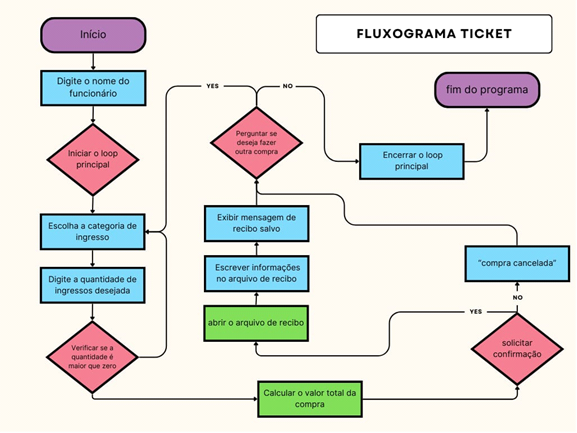 FLUXOGRAMA TICKET
Início
Digite o nome do
funcionário
Iniciar o loop
principal
Escolha a categoria de
ingresso
Digite a quantidade de
ingressos desejada
Verificar se a
quantidade é
maior que zero
Calcular o valor total da
compra
solicitar
confirmação
YES
NO
"compra cancelada"
abrir o arquivo de recibo
Escrever informações
no arquivo de recibo
Exibir mensagem de
recibo salvo
Perguntar se
deseja fazer
outra compra
YES
NO
Encerrar o loop
principal
fim do programa